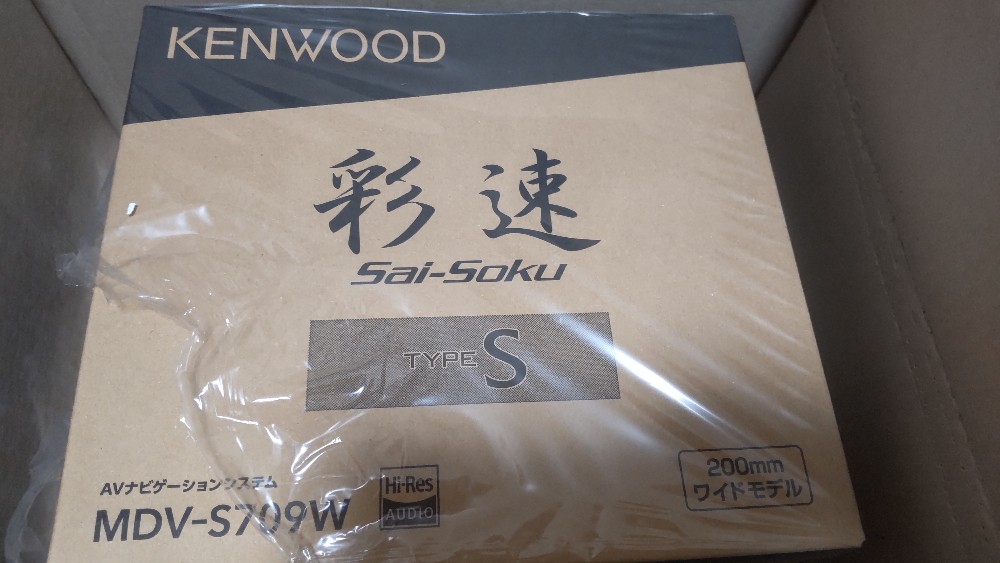 KENWOOD
彩速
Sai-Soku
TYPE S
200mm
ワイドモデル
AVナビゲーションシステム
MDV-S709W
Hi-Res
AUDIO